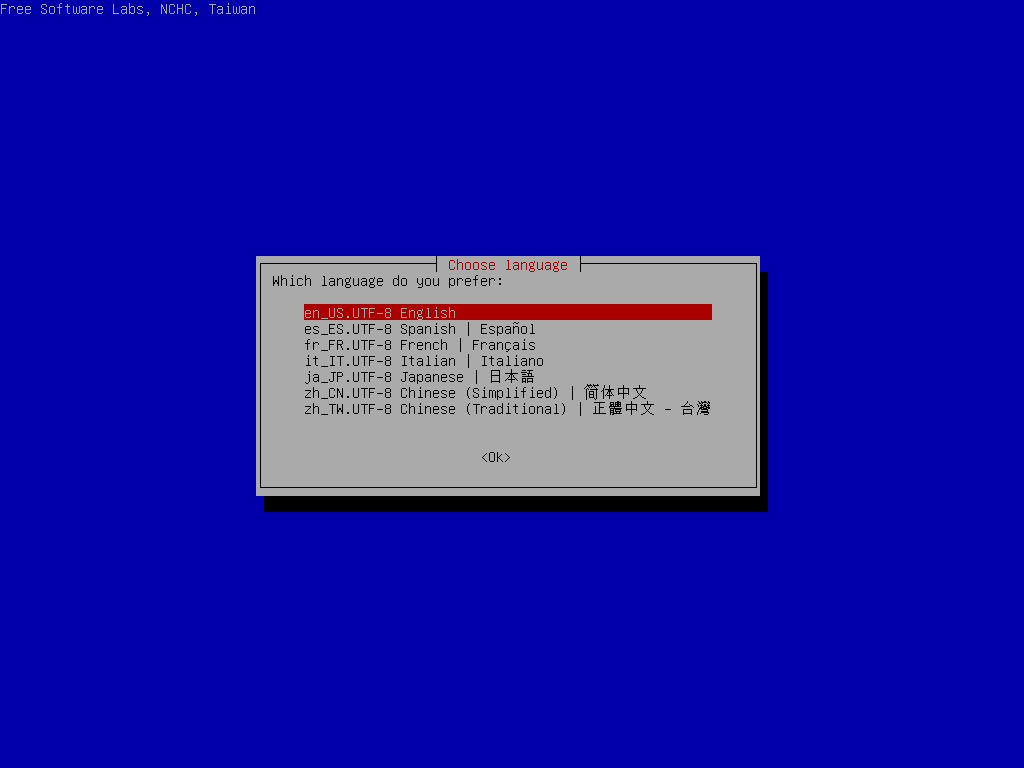 Free Software Labs, NCHC, Taiwan
Choose language
Which language do you prefer:
en_US.UTF-8 English
es_ES.UTF-8 Spanish | Español
fr_FR.UTF-8 French | Français
it_IT.UTF-8 Italian | Italiano
ja_JP.UTF-8 Japanese | 日本語
zh_CN.UTF-8 Chinese (Simplified) | 简体中文
zh_TW.UTF-8 Chinese (Traditional) | 正體中文 - 台灣
<Ok>